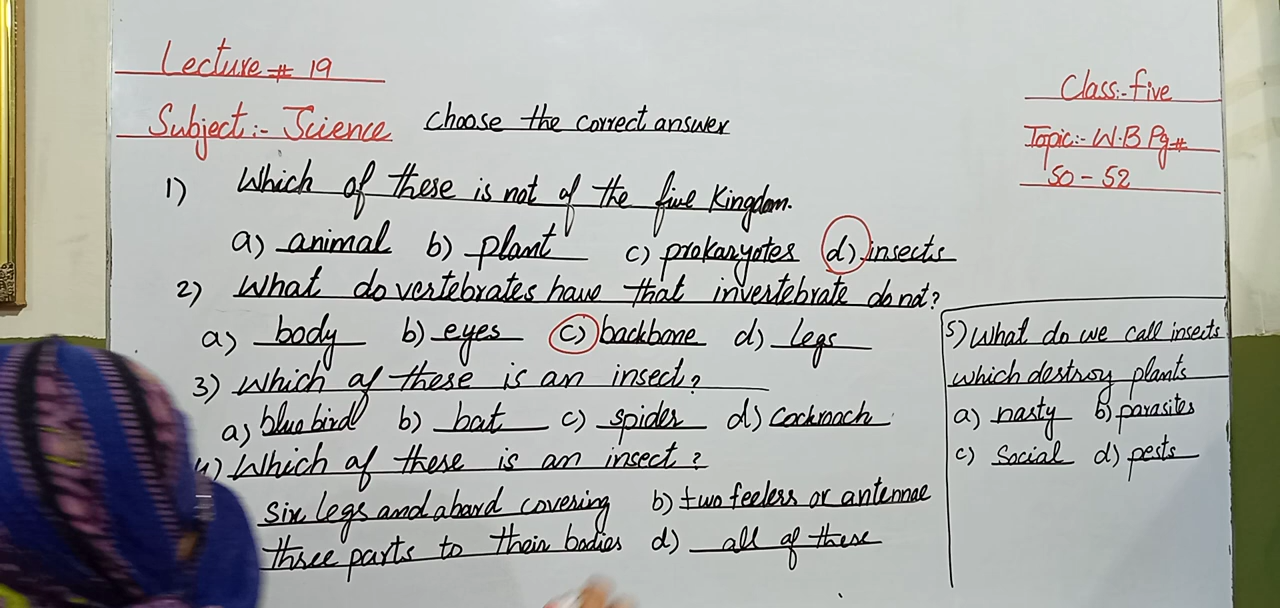 Lecture # 19
Class:- five
Subject:- Science
Choose the correct answer
Topic:- W.B Pg#
50 - 52
1) Which of these is not of the five Kingdom.
a) animal b) plant c) prokaryotes d) insects
2) What do vertebrates have that invertebrate do not?
a) body b) eyes c) backbone d) legs
3) Which of these is an insect?
a) blue bird b) bat c) spider d) cockroach
4) Which of these is an insect?
six legs and a hard covering b) two feelers or antennae
three parts to their bodies d) all of these
5) What do we call insects
which destroy plants
a) nasty b) parasites
c) Social d) pests